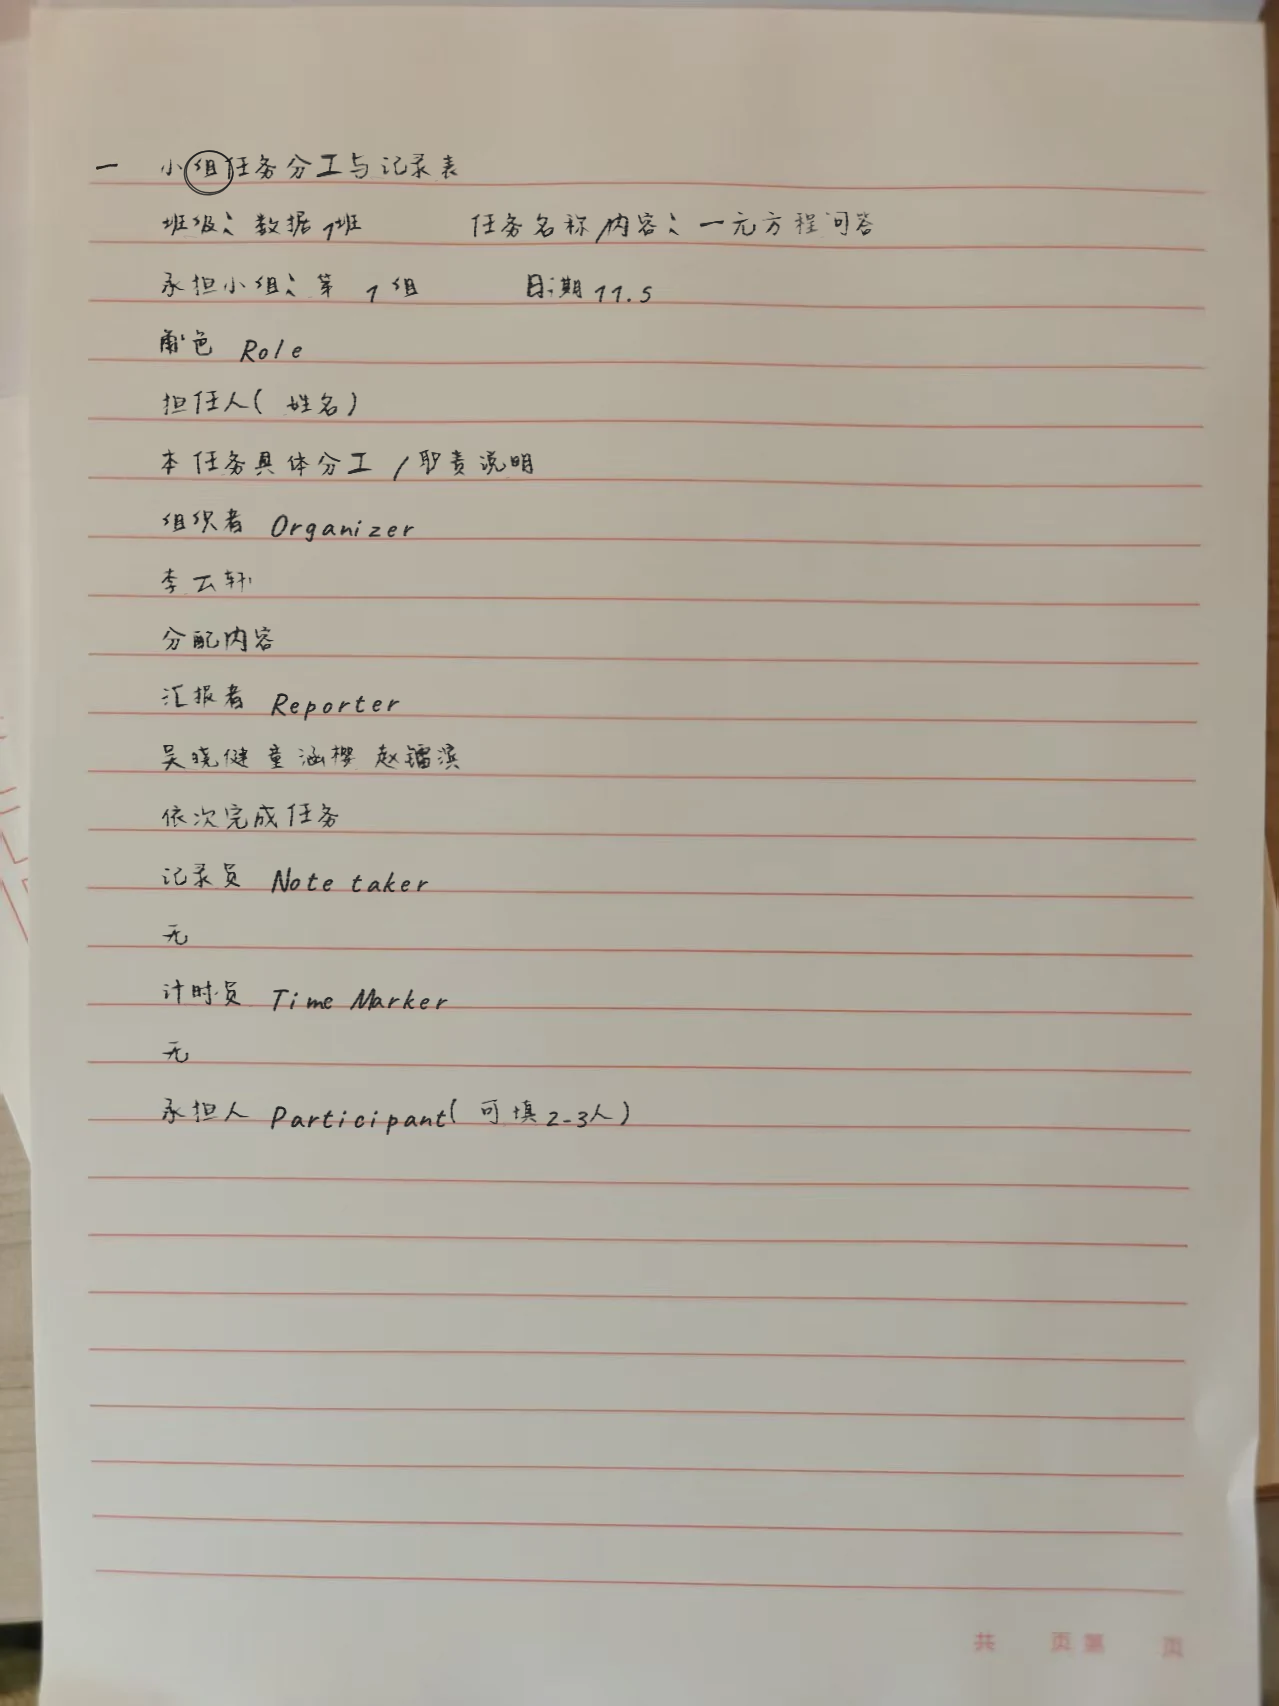 一 小组任务分工与记录表
班级：数据1班 任务名称/内容：一元方程问答
承担小组：第 1 组 日期 11.5
角色 Role
担任人( 姓名)
本任务具体分工/职责说明
组织者 Organizer
李云轩
分配内容
汇报者 Reporter
吴晓健 童涵樱 赵镭滨
依次完成任务
记录员 Note taker
无
计时员 Time Marker
无
承担人 Participant( 可填2-3人)
共 页 第 页